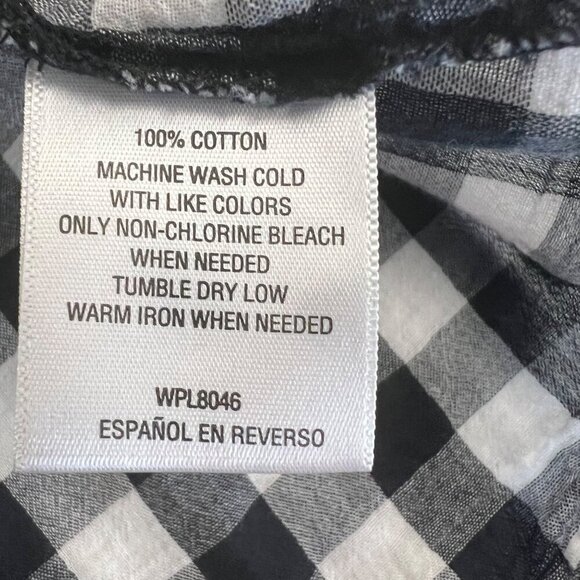 100% COTTON
MACHINE WASH COLD
WITH LIKE COLORS
ONLY NON-CHLORINE BLEACH
WHEN NEEDED
TUMBLE DRY LOW
WARM IRON WHEN NEEDED
WPL8046
ESPAÑOL EN REVERSO